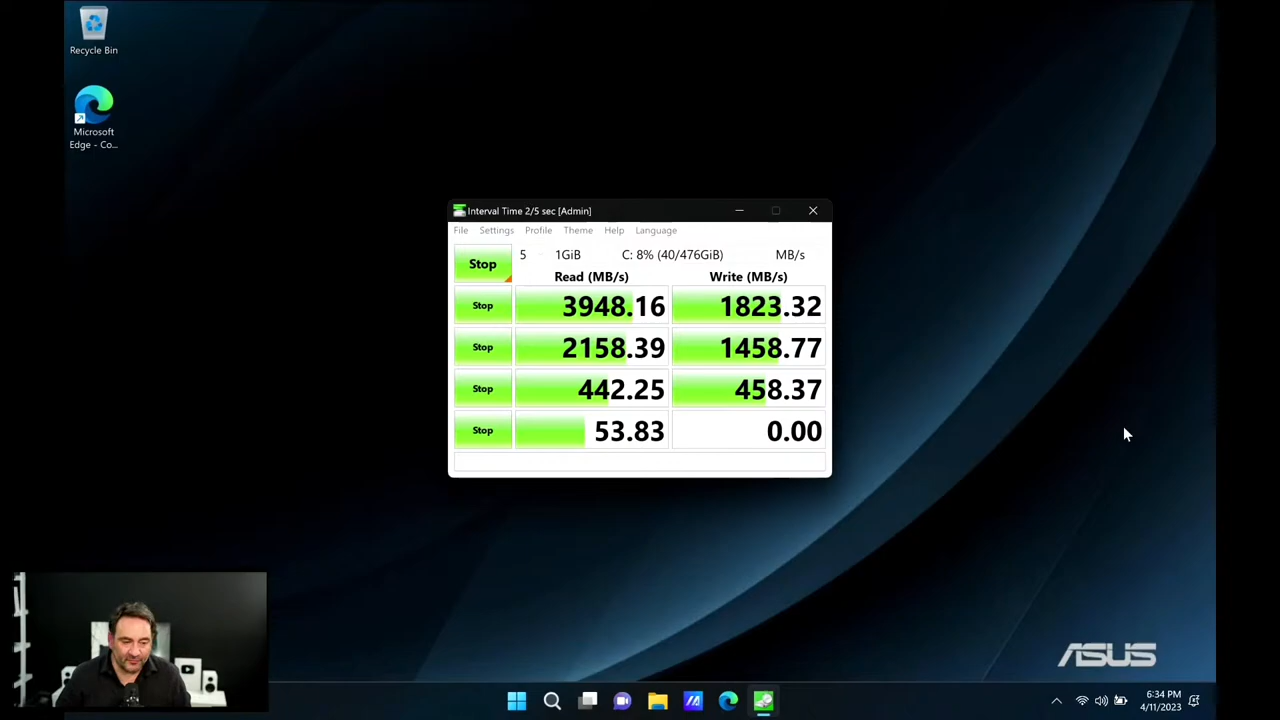 Recycle Bin
Microsoft
Edge - Co...
Interval Time 2/5 sec [Admin]
File Settings Profile Theme Help Language
Stop 5 1GiB C: 8% (40/476GiB) MB/s
Read (MB/s) Write (MB/s)
Stop 3948.16 1823.32
Stop 2158.39 1458.77
Stop 442.25 458.37
Stop 53.83 0.00
ASUS
6:34 PM
4/11/2023